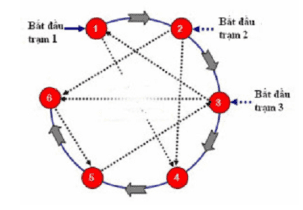 Bắt đầu
trạm 1
1
2
Bắt đầu
trạm 2
6
3
Bắt đầu
trạm 3
5
4